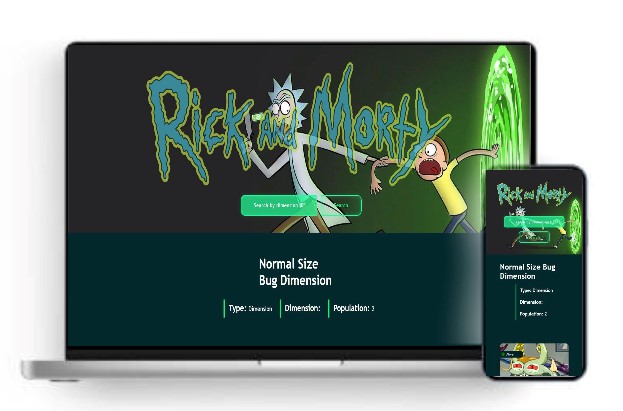 Rick and Morty
Search by dimension ID
Search
Normal Size
Bug Dimension
Type: Dimension
Dimension:
Population: 2
Rick and Morty
Normal Size Bug
Dimension
Type: Dimension
Dimension:
Population: 2